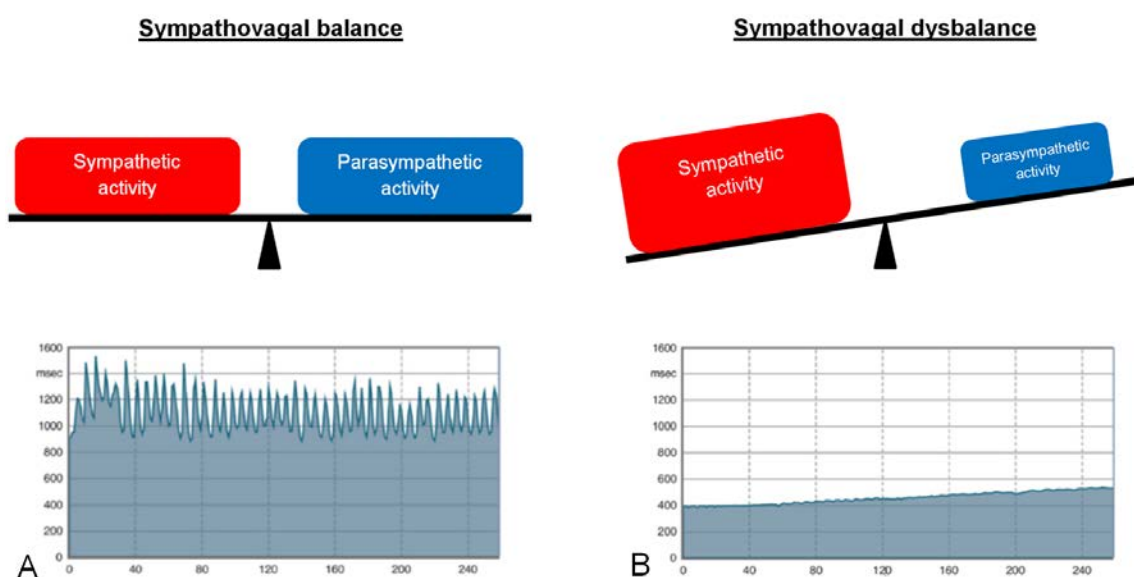 Sympathovagal balance
Sympathovagal dysbalance
Sympathetic
activity
Parasympathetic
activity
Sympathetic
activity
Parasympathetic
activity
1600
msec
1200
1000
800
600
400
200
0
0 40 80 120 160 200 240
A
1600
msec
1200
1000
800
600
400
200
0
0 40 80 120 160 200 240
B